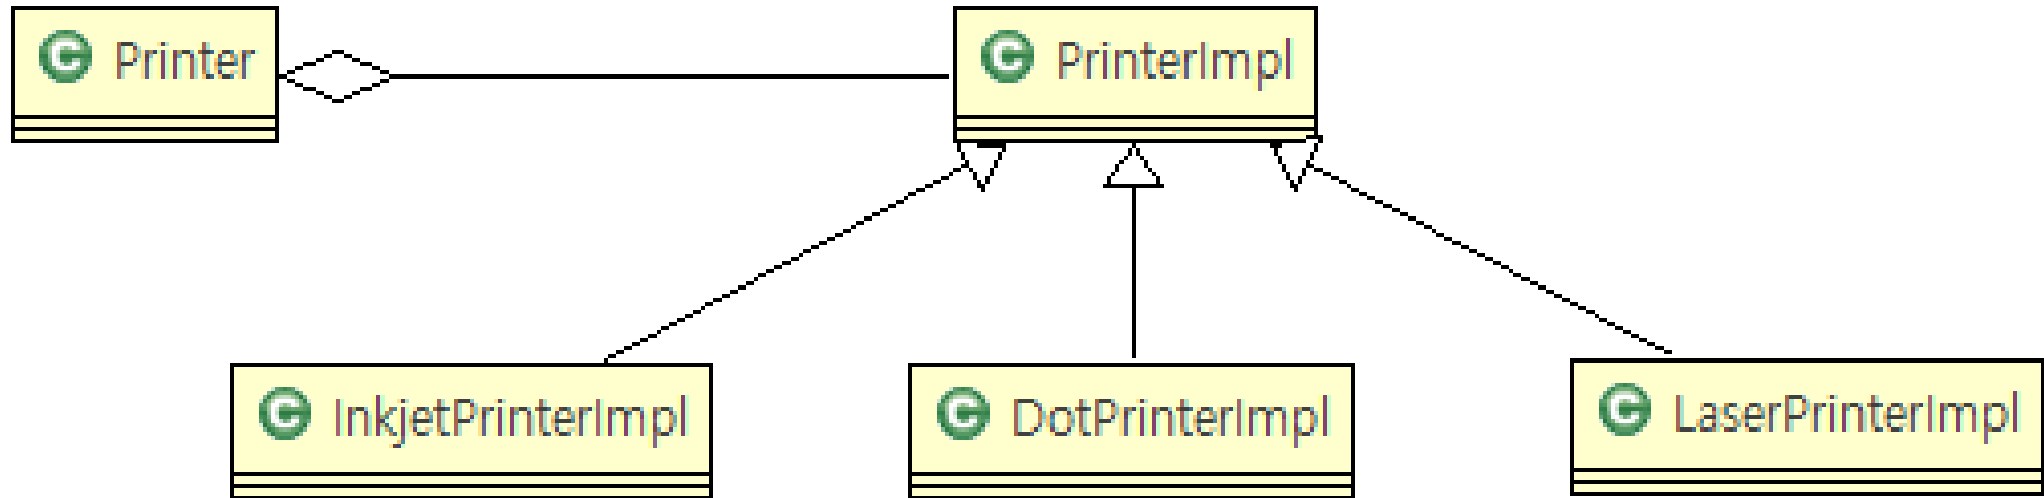 C Printer
C PrinterImpl
C InkjetPrinterImpl
C DotPrinterImpl
C LaserPrinterImpl